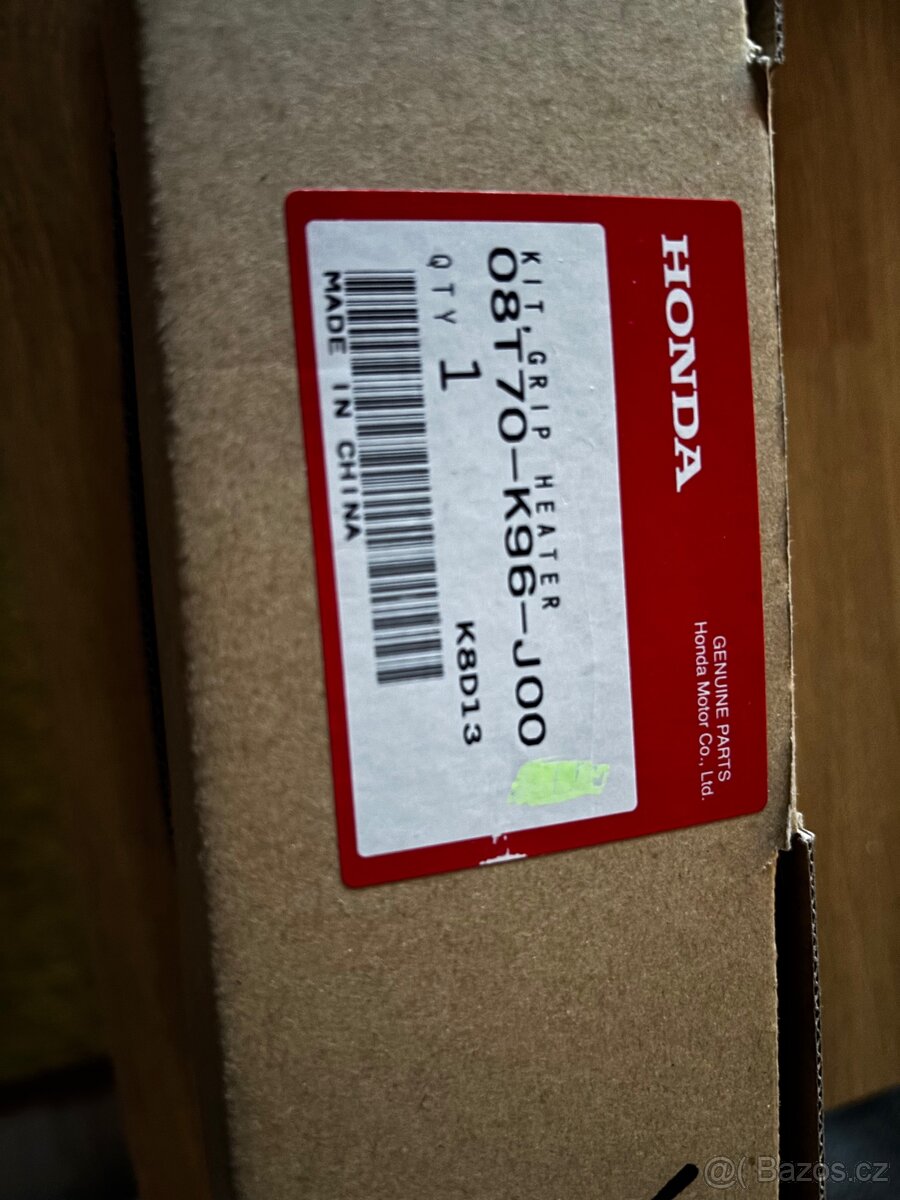 HONDA
GENUINE PARTS
Honda Motor Co., Ltd.
KIT, GRIP HEATER
08T70-K96-J00
QTY 1
K8D13
MADE IN CHINA
@( Bazos.cz